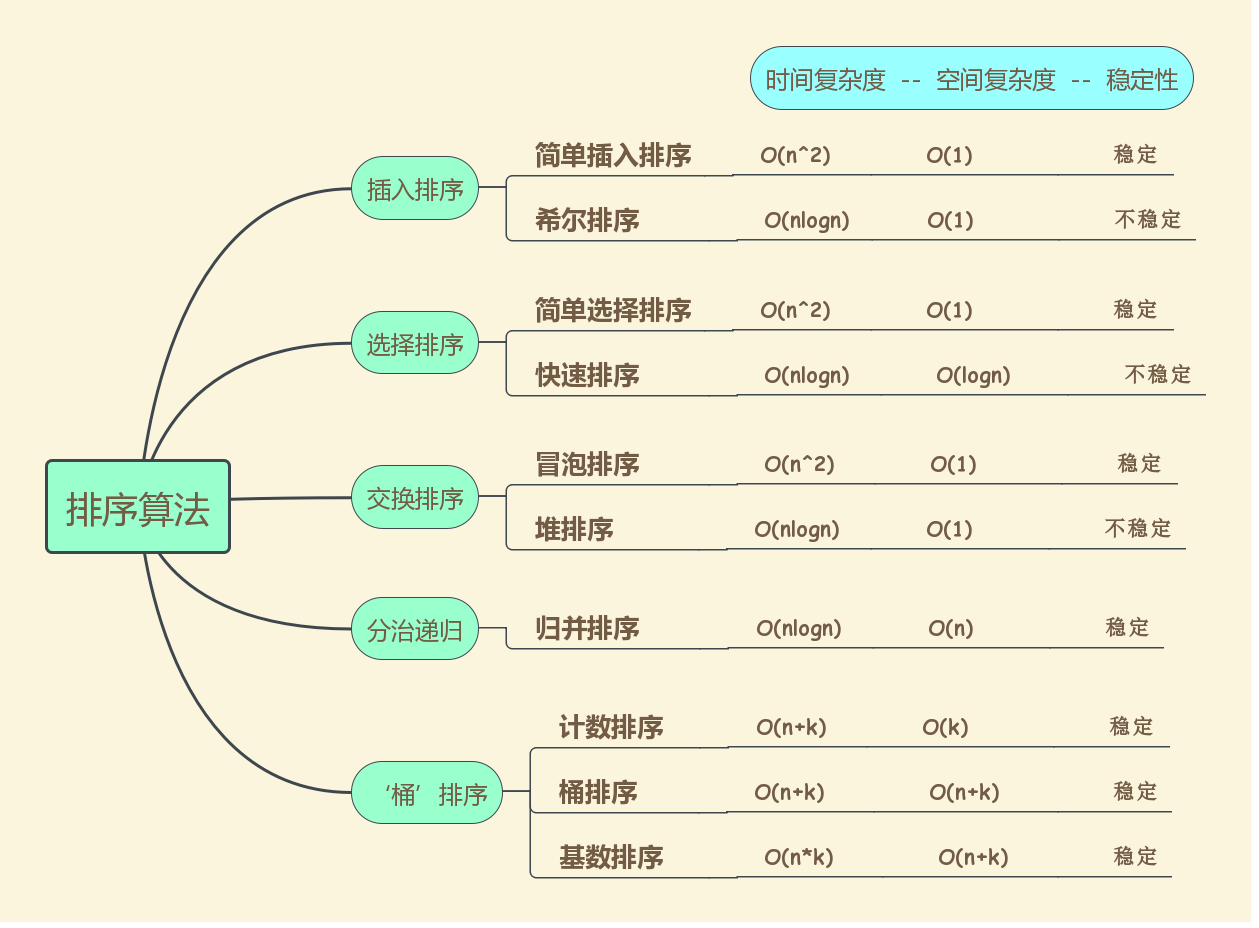 时间复杂度 -- 空间复杂度 -- 稳定性
排序算法
插入排序
简单插入排序 O(n^2) O(1) 稳定
希尔排序 O(nlogn) O(1) 不稳定
选择排序
简单选择排序 O(n^2) O(1) 稳定
快速排序 O(nlogn) O(logn) 不稳定
交换排序
冒泡排序 O(n^2) O(1) 稳定
堆排序 O(nlogn) O(1) 不稳定
分治递归
归并排序 O(nlogn) O(n) 稳定
‘桶’排序
计数排序 O(n+k) O(k) 稳定
桶排序 O(n+k) O(n+k) 稳定
基数排序 O(n*k) O(n+k) 稳定